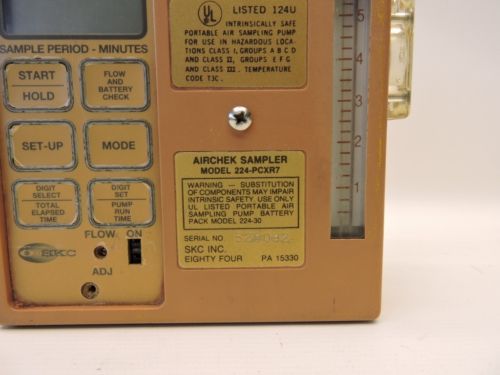 LISTED 124U
INTRINSICALLY SAFE
PORTABLE AIR SAMPLING PUMP
FOR USE IN HAZARDOUS LOCA-
TIONS CLASS I, GROUPS A B C D
AND CLASS II, GROUPS E F G
AND CLASS III. TEMPERATURE
CODE T3C.
UL
SAMPLE PERIOD - MINUTES
START
HOLD
FLOW
AND
BATTERY
CHECK
SET-UP
MODE
DIGIT
SELECT
TOTAL
ELAPSED
TIME
DIGIT
SET
PUMP
RUN
TIME
SKC
FLOW
ON
ADJ
AIRCHEK SAMPLER
MODEL 224-PCXR7
WARNING — SUBSTITUTION
OF COMPONENTS MAY IMPAIR
INTRINSIC SAFETY. USE ONLY
UL LISTED PORTABLE AIR
SAMPLING PUMP BATTERY
PACK MODEL 224-30
SERIAL NO.
SKC INC.
EIGHTY FOUR PA 15330
5
4
3
2
1